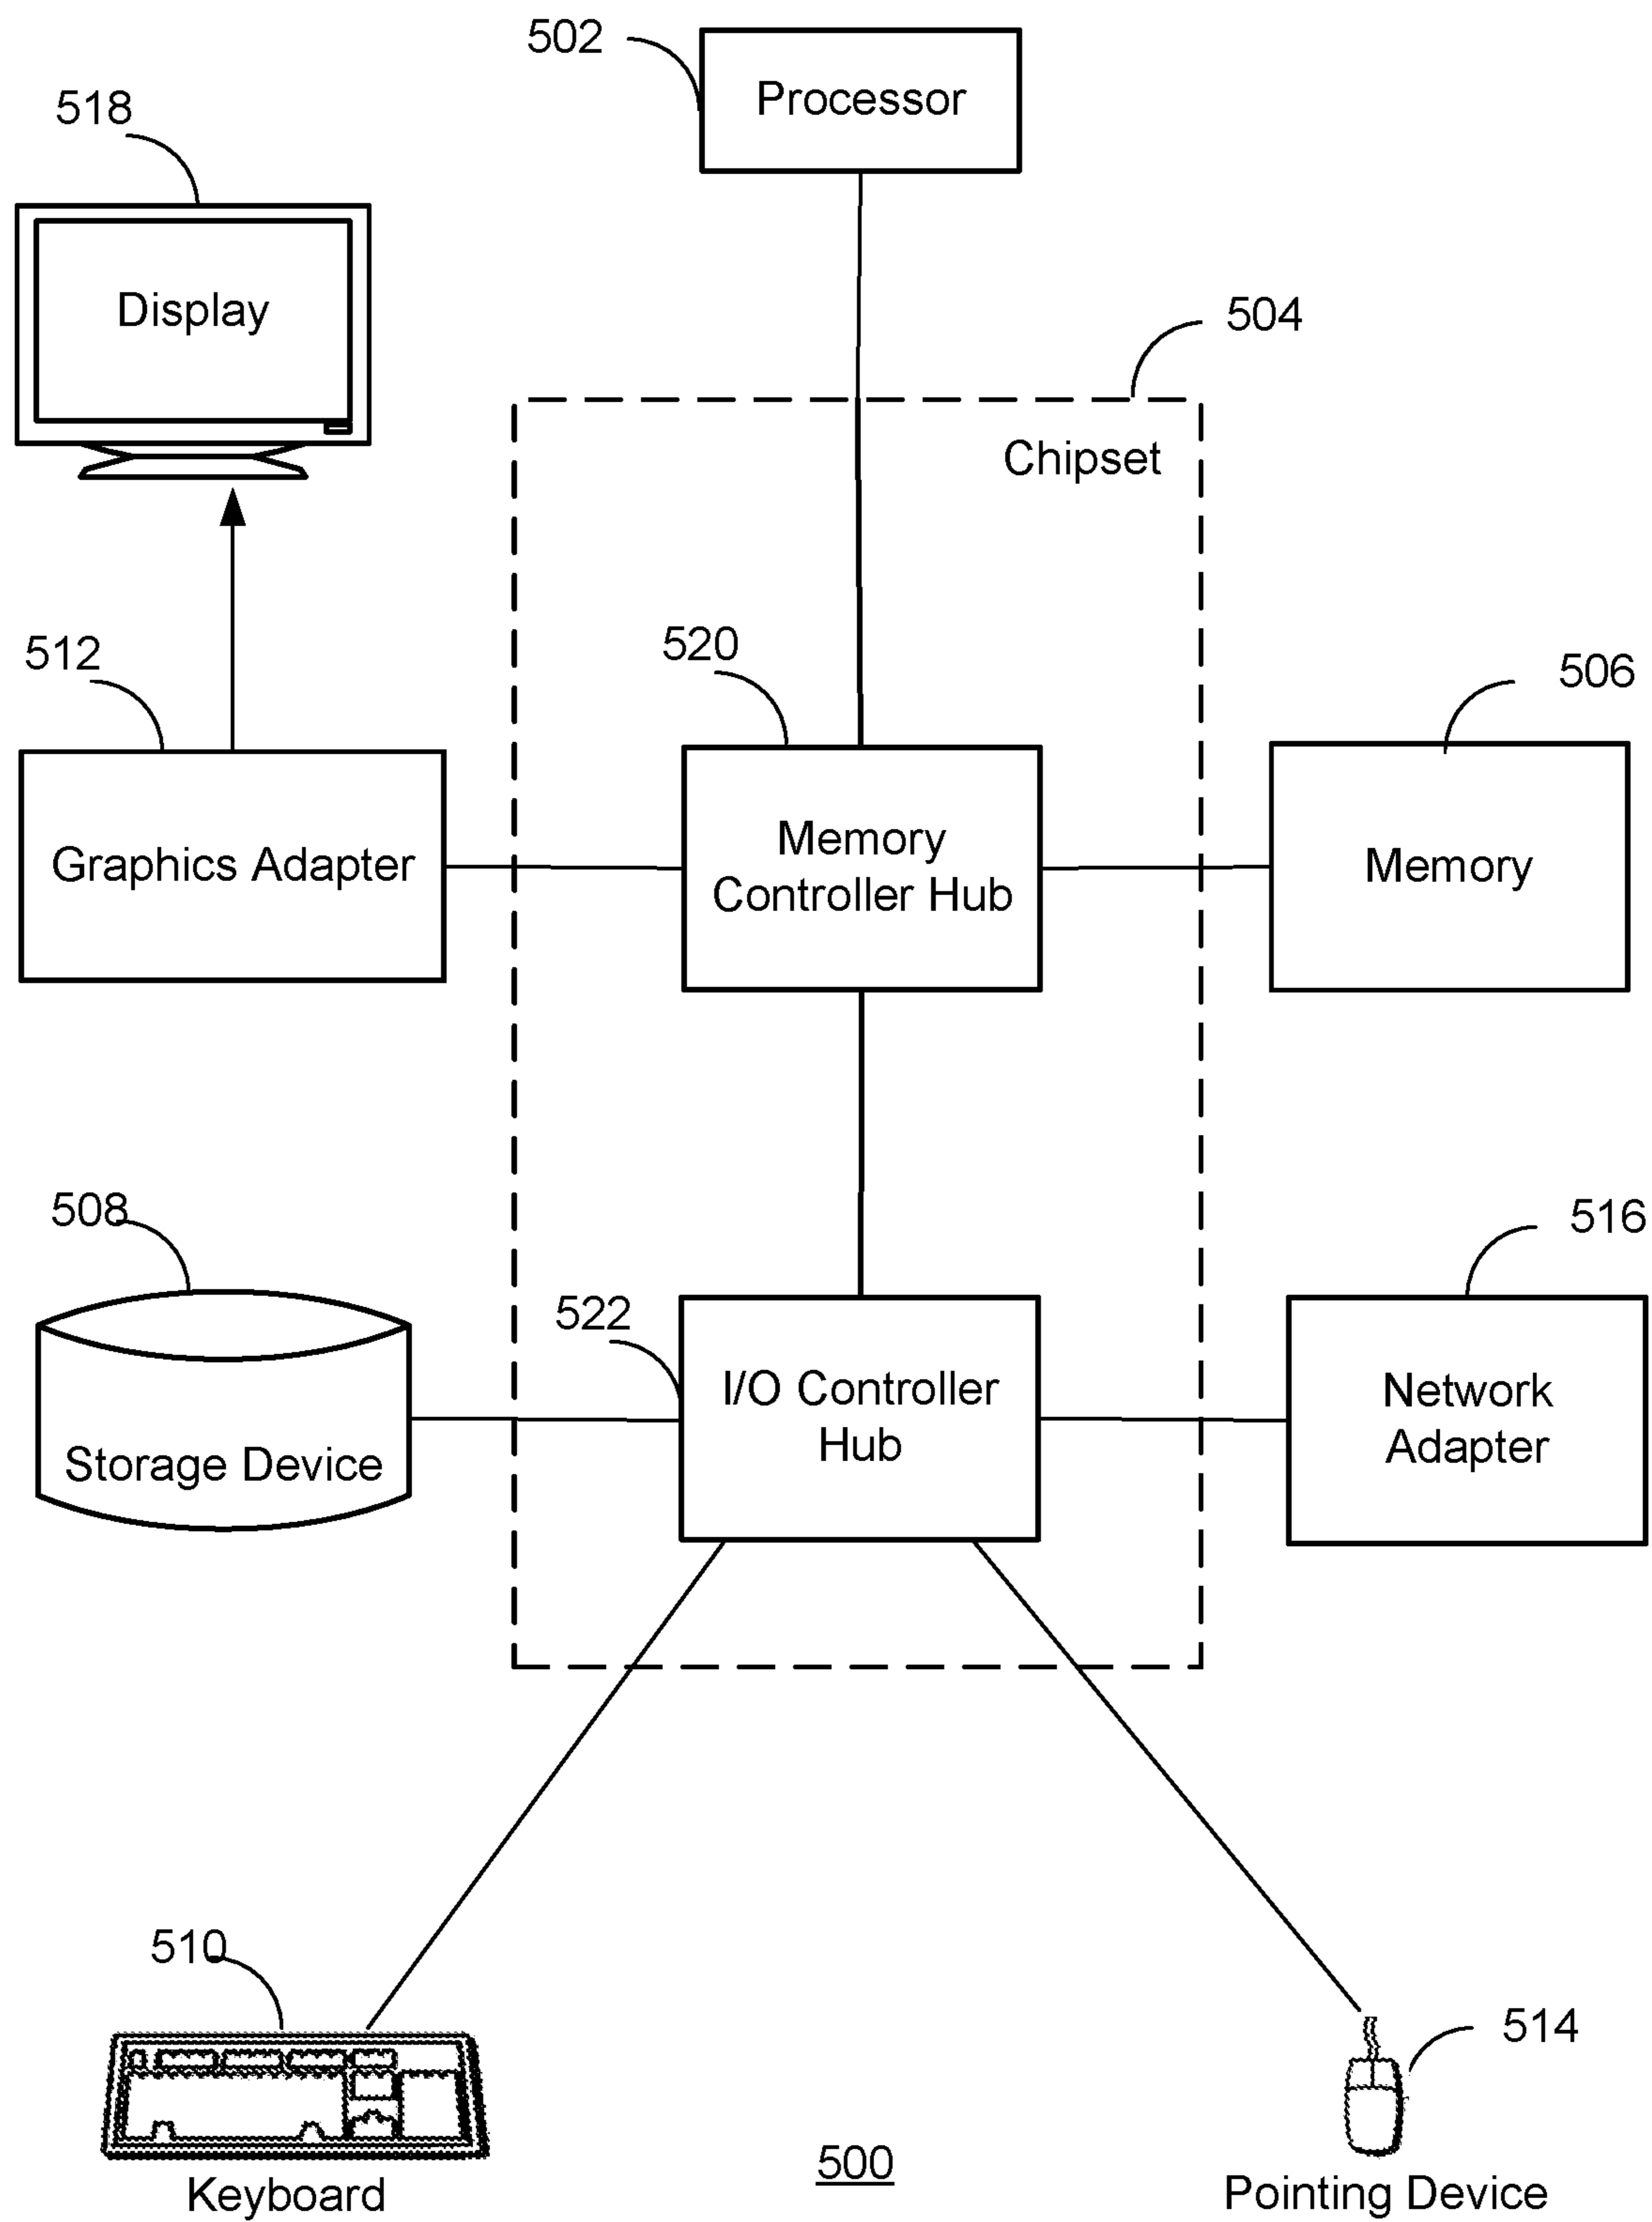 502
Processor
518
Display
504
Chipset
512
520
506
Graphics Adapter
Memory
Controller Hub
Memory
508
516
522
Storage Device
I/O Controller
Hub
Network
Adapter
510
514
500
Keyboard
Pointing Device